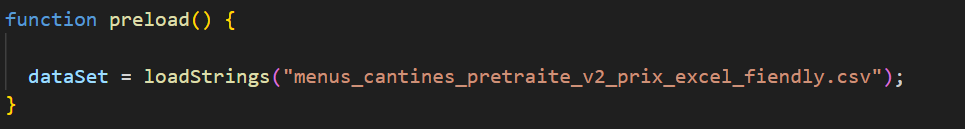 function preload() {
dataSet = loadStrings("menus_cantines_pretraite_v2_prix_excel_fiendly.csv");
}